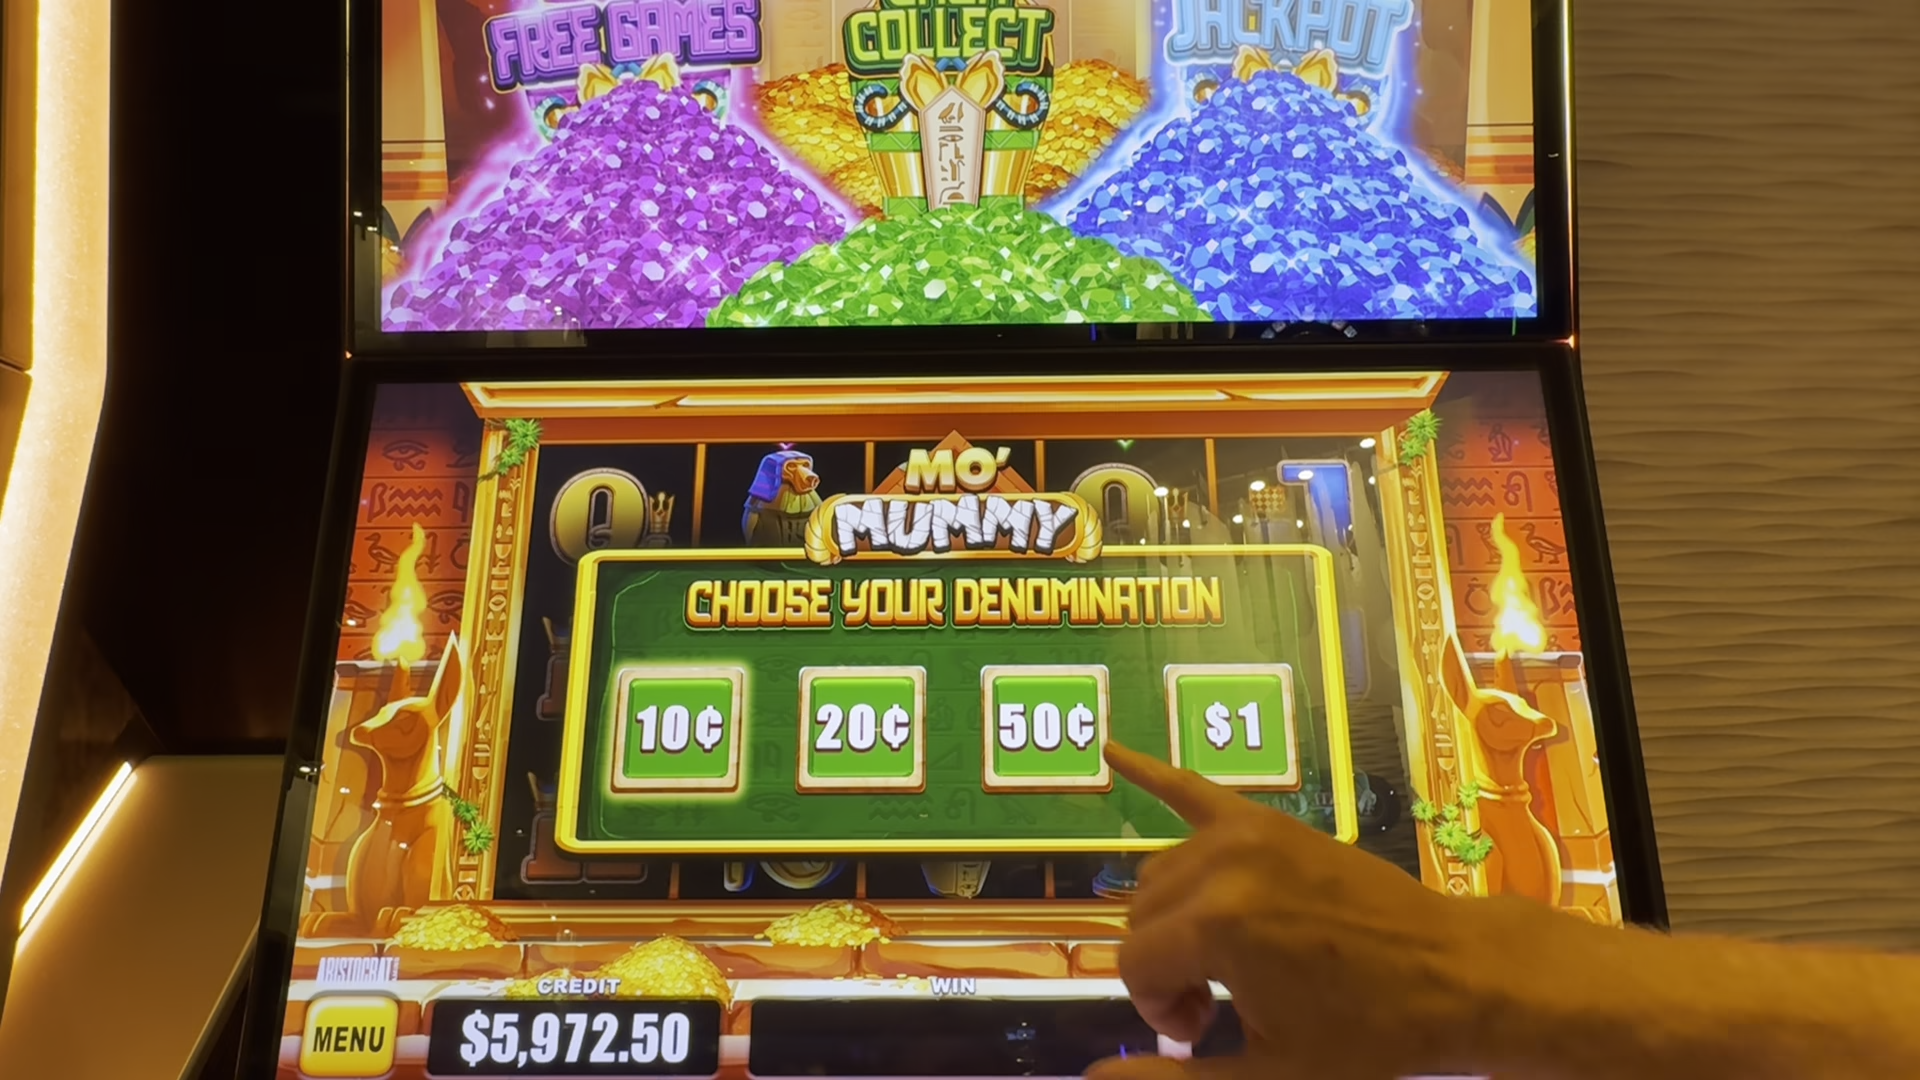 FREE GAMES
CASH
COLLECT
JACKPOT
MO'
MUMMY
CHOOSE YOUR DENOMINATION
10¢
20¢
50¢
$1
Q
Q
ARISTOCRAT
CREDIT
WIN
MENU
$5,972.50